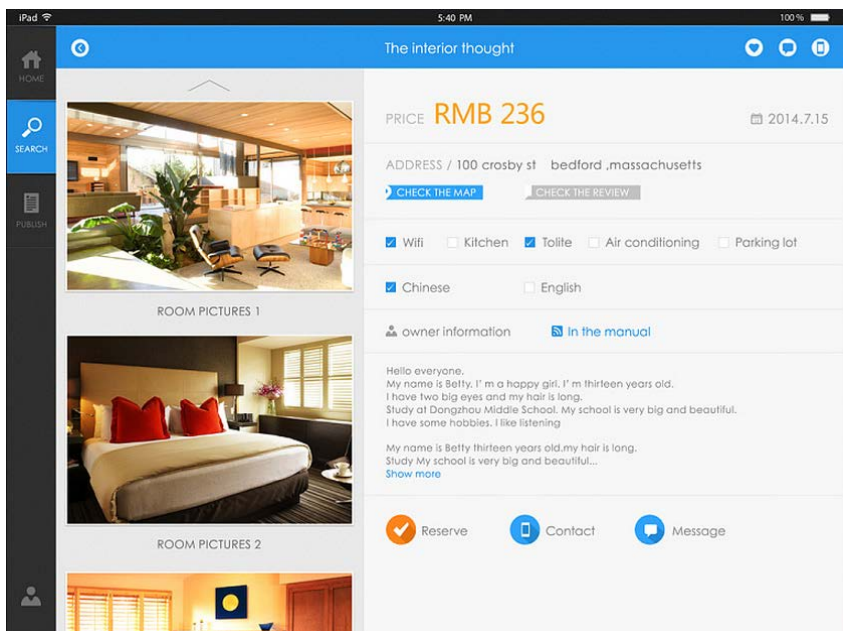 iPad
5:40 PM
100%
HOME
SEARCH
PUBLISH
The interior thought
ROOM PICTURES 1
ROOM PICTURES 2
PRICE RMB 236
2014.7.15
ADDRESS / 100 crosby st bedford ,massachusetts
CHECK THE MAP
CHECK THE REVIEW
Wifi Kitchen Tolite Air conditioning Parking lot
Chinese English
owner information In the manual
Hello everyone.
My name is Betty. I' m a happy girl. I' m thirteen years old.
I have two big eyes and my hair is long.
Study at Dongzhou Middle School. My school is very big and beautiful.
I have some hobbies. I like listening
My name is Betty thirteen years old.my hair is long.
Study My school is very big and beautiful...
Show more
Reserve Contact Message